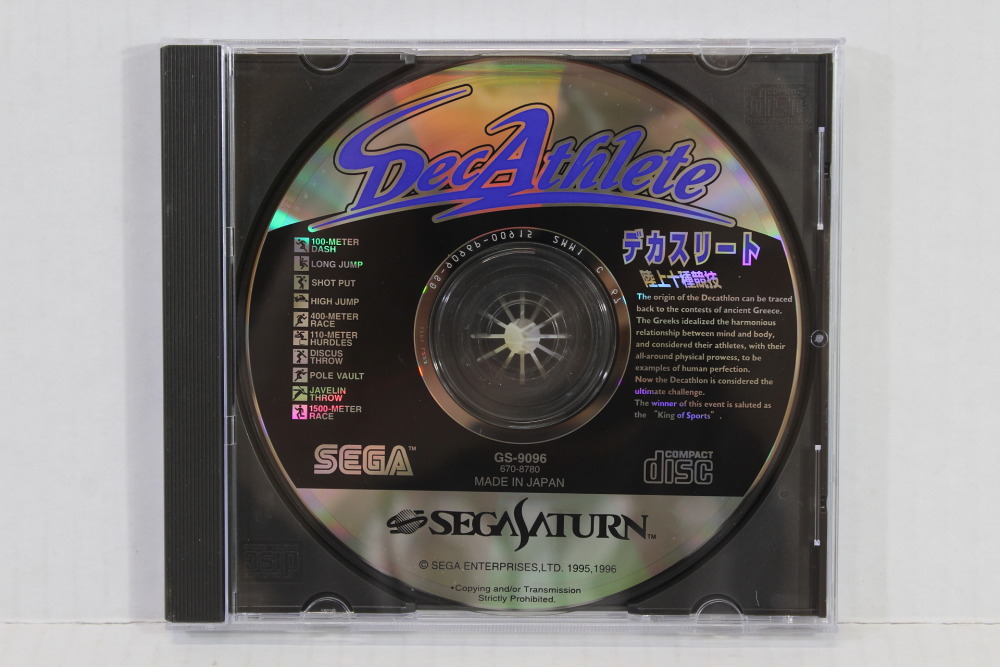 DecAthlete
デカスリート
陸上十種競技
100-METER
DASH
LONG JUMP
SHOT PUT
HIGH JUMP
400-METER
RACE
110-METER
HURDLES
DISCUS
THROW
POLE VAULT
JAVELIN
THROW
1500-METER
RACE
The origin of the Decathlon can be traced
back to the contests of ancient Greece.
The Greeks idealized the harmonious
relationship between mind and body,
and considered their athletes, with their
all-around physical prowess, to be
examples of human perfection.
Now the Decathlon is considered the
ultimate challenge.
The winner of this event is saluted as
the “King of Sports”.
SEGA™
GS-9096
670-8780
MADE IN JAPAN
COMPACT
disc
SEGASATURN™
© SEGA ENTERPRISES,LTD. 1995,1996
•Copying and/or Transmission
Strictly Prohibited.